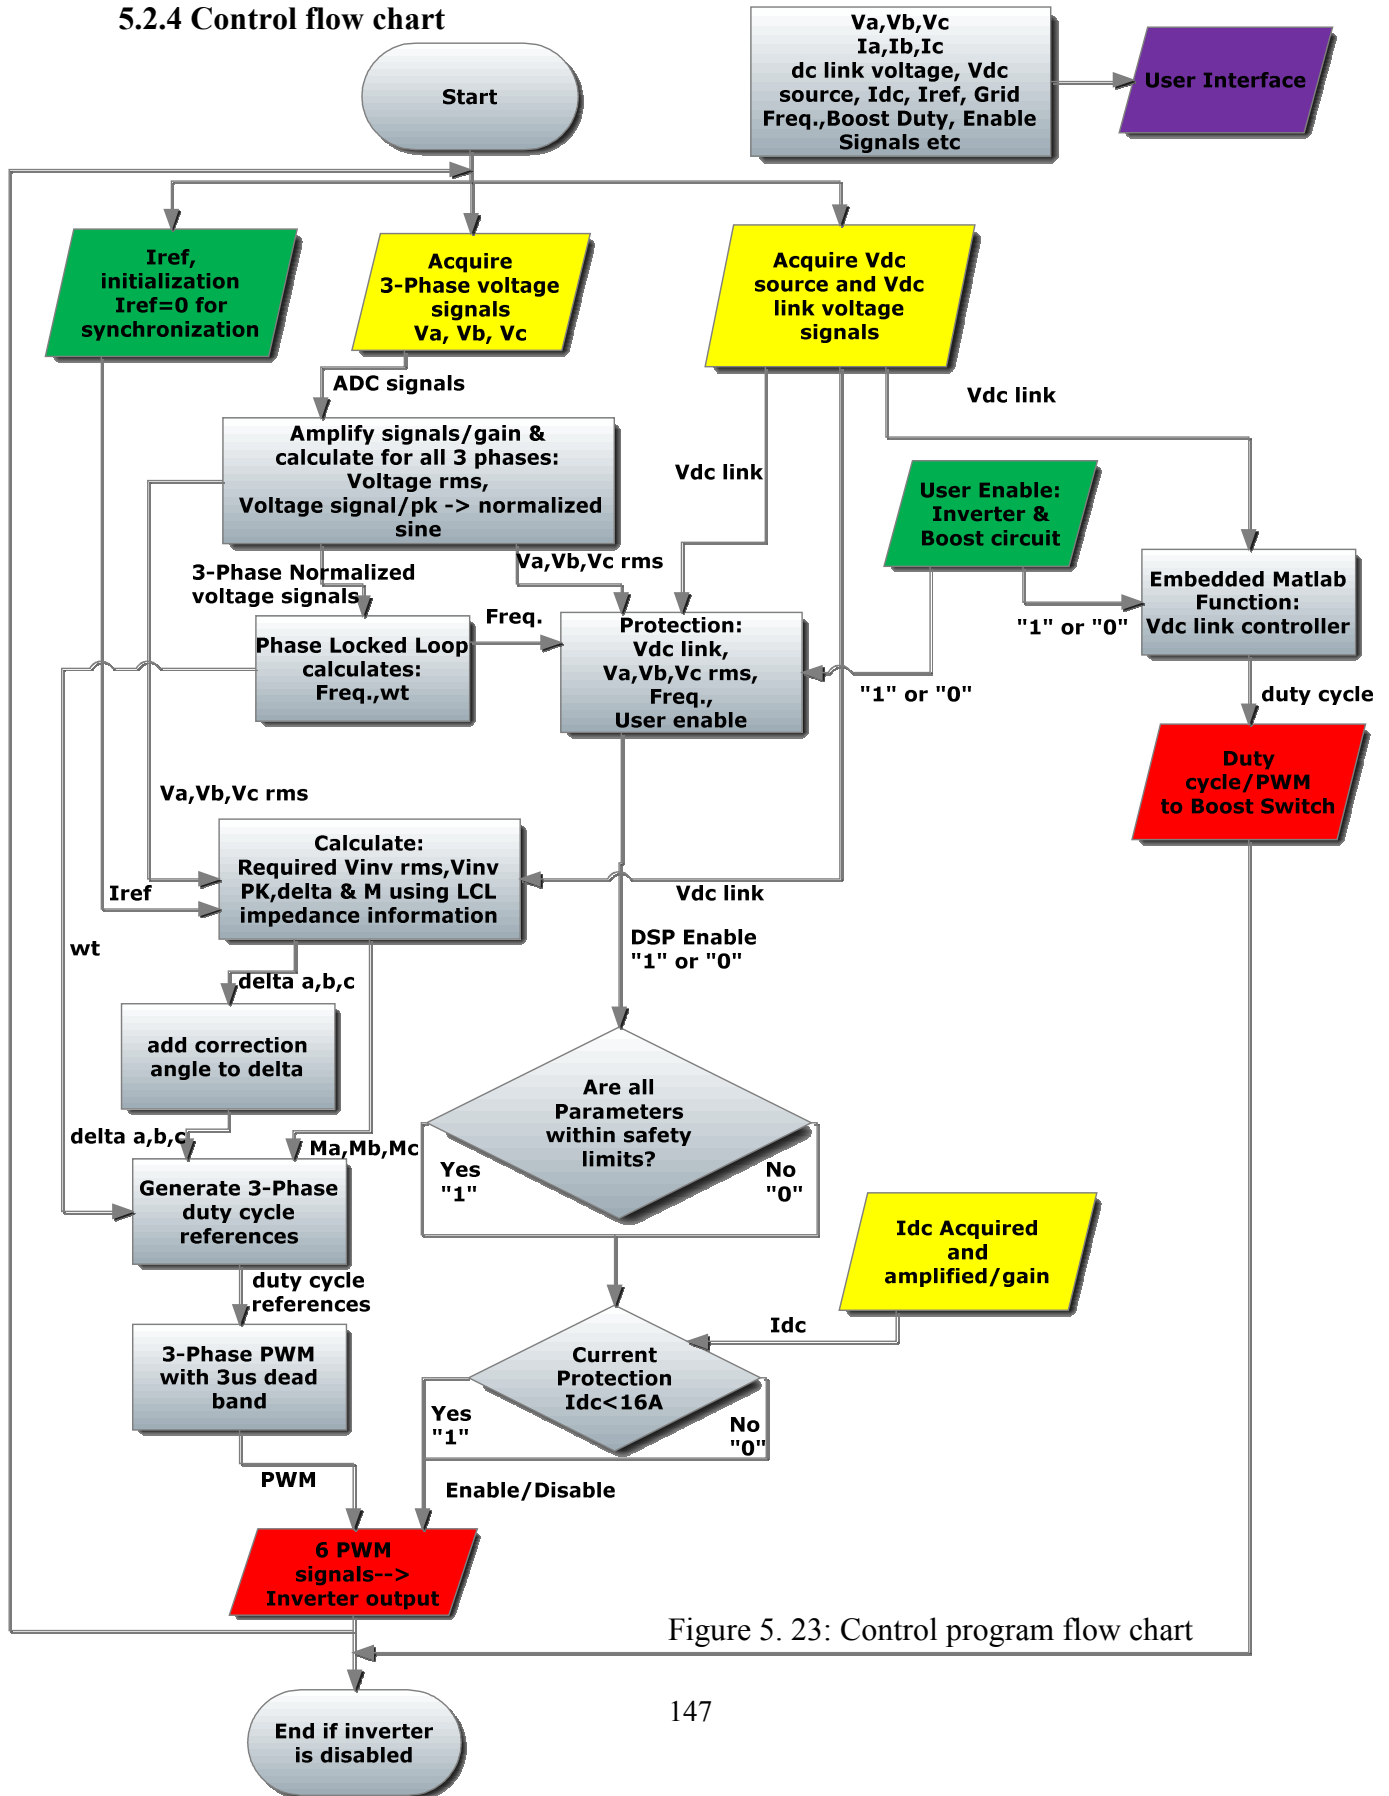 5.2.4 Control flow chart
Start
Va,Vb,Vc
Ia,Ib,Ic
dc link voltage, Vdc
source, Idc, Iref, Grid
Freq.,Boost Duty, Enable
Signals etc
User Interface
Iref,
initialization
Iref=0 for
synchronization
Acquire
3-Phase voltage
signals
Va, Vb, Vc
Acquire Vdc
source and Vdc
link voltage
signals
ADC signals
Vdc link
Amplify signals/gain &
calculate for all 3 phases:
Voltage rms,
Voltage signal/pk -> normalized
sine
Vdc link
User Enable:
Inverter &
Boost circuit
3-Phase Normalized
voltage signals
Va,Vb,Vc rms
Embedded Matlab
Function:
Vdc link controller
Freq.
"1" or "0"
Phase Locked Loop
calculates:
Freq.,wt
Protection:
Vdc link,
Va,Vb,Vc rms,
Freq.,
User enable
"1" or "0"
duty cycle
Duty
cycle/PWM
to Boost Switch
Va,Vb,Vc rms
Calculate:
Required Vinv rms,Vinv
PK,delta & M using LCL
impedance information
Iref
Vdc link
wt
DSP Enable
"1" or "0"
delta a,b,c
add correction
angle to delta
Are all
Parameters
within safety
limits?
delta a,b,c
Ma,Mb,Mc
Yes
"1"
No
"0"
Generate 3-Phase
duty cycle
references
Idc Acquired
and
amplified/gain
duty cycle
references
Idc
3-Phase PWM
with 3us dead
band
Current
Protection
Idc<16A
Yes
"1"
No
"0"
PWM
Enable/Disable
6 PWM
signals-->
Inverter output
Figure 5. 23: Control program flow chart
147
End if inverter
is disabled